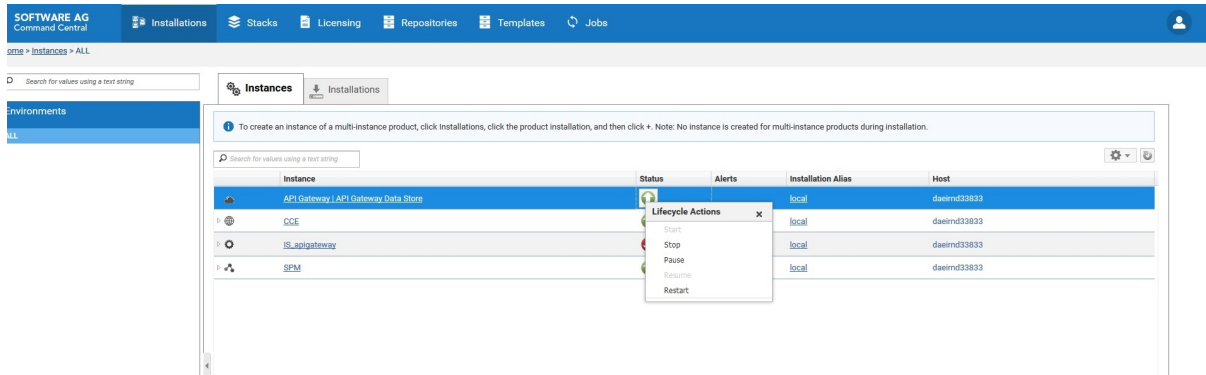 SOFTWARE AG
Command Central
Installations
Stacks
Licensing
Repositories
Templates
Jobs
ome > Instances > ALL
Search for values using a text string
Environments
ALL
Instances
Installations
To create an instance of a multi-instance product, click Installations, click the product installation, and then click +. Note: No instance is created for multi-instance products during installation.
Search for values using a text string
Instance Status Alerts Installation Alias Host
API Gateway | API Gateway Data Store local daeirnd33833
CCE local daeirnd33833
IS_apigateway local daeirnd33833
SPM local daeirnd33833
Lifecycle Actions x
Start
Stop
Pause
Resume
Restart